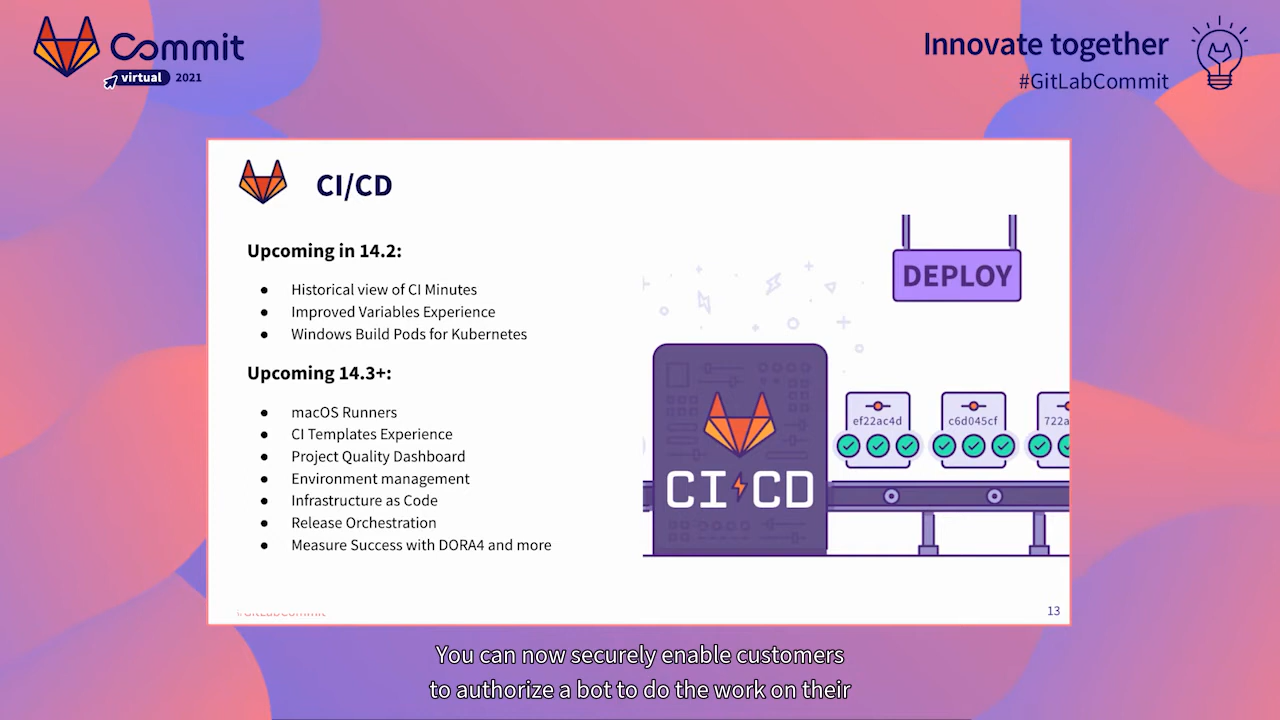 Commit
virtual 2021
Innovate together
#GitLabCommit
CI/CD
Upcoming in 14.2:
● Historical view of CI Minutes
● Improved Variables Experience
● Windows Build Pods for Kubernetes
Upcoming 14.3+:
● macOS Runners
● CI Templates Experience
● Project Quality Dashboard
● Environment management
● Infrastructure as Code
● Release Orchestration
● Measure Success with DORA4 and more
DEPLOY
ef22ac4d
c6d045cf
722a
CI CD
#GitLabCommit
13
You can now securely enable customers
to authorize a bot to do the work on their